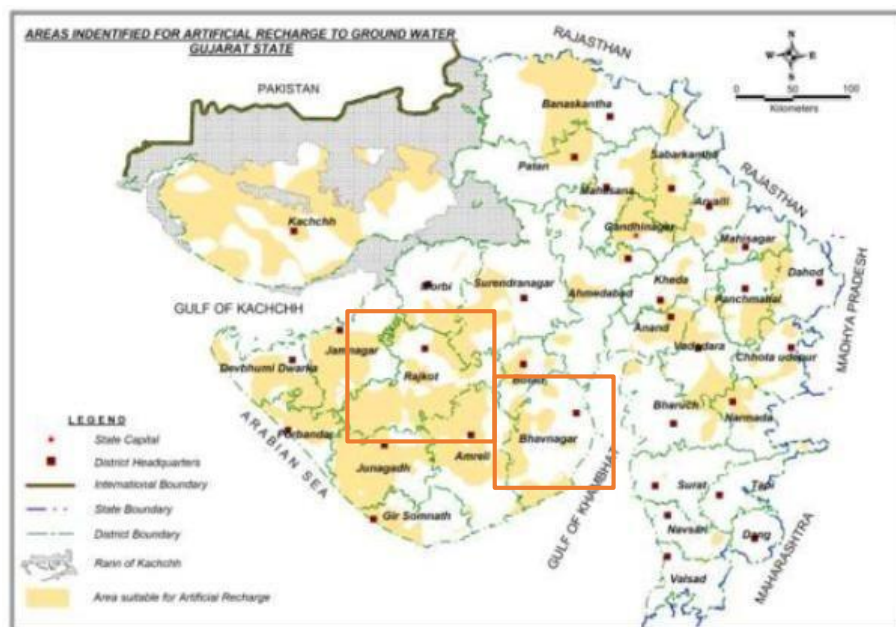 AREAS INDENTIFIED FOR ARTIFICIAL RECHARGE TO GROUND WATER
GUJARAT STATE
RAJASTHAN
N
W E
S
0 50 100
Kilometers
PAKISTAN
Banaskantha
Patan
Sabarkantha
Mahesana
RAJASTHAN
Arvalli
Kachchh
Gandhinagar
Mahisagar
Dahod
MADHYA PRADESH
Morbi
Surendranagar
Ahmedabad
Kheda
Panchmahal
GULF OF KACHCHH
Anand
Vadodara
Chhota udepur
Jamnagar
Devbhumi Dwarka
Rajkot
Botad
Bharuch
Narmada
ARABIAN SEA
Porbandar
Junagadh
Amreli
Bhavnagar
GULF OF KHAMBHAT
Surat
Tapi
Gir Somnath
Navsari
Dang
MAHARASHTRA
Valsad
LEGEND
State Capital
District Headquarters
International Boundary
State Boundary
District Boundary
Rann of Kachchh
Area suitable for Artificial Recharge